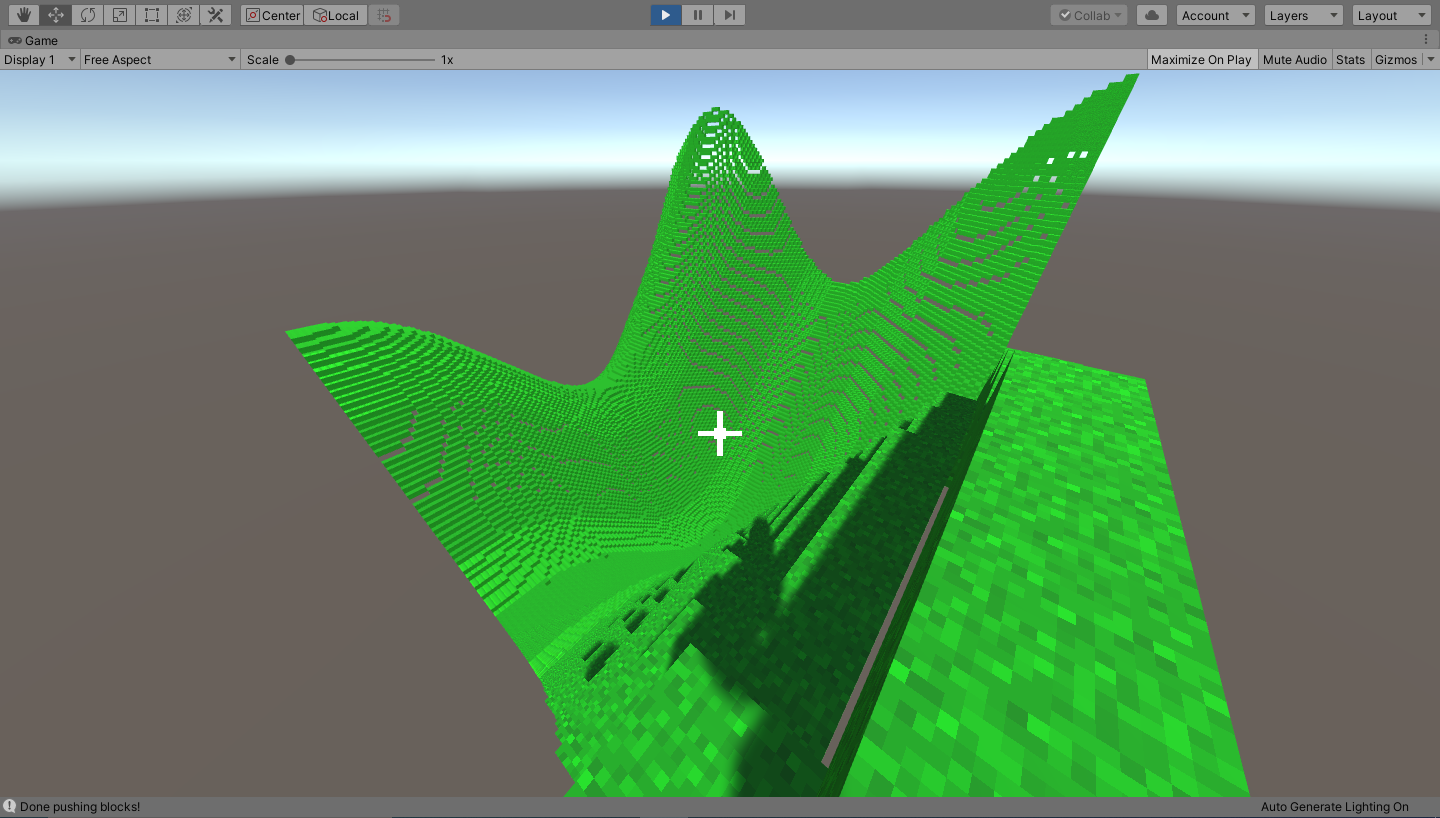 Center Local Collab Account Layers Layout
Game
Display 1 Free Aspect Scale 1x Maximize On Play Mute Audio Stats Gizmos
Done pushing blocks! Auto Generate Lighting On